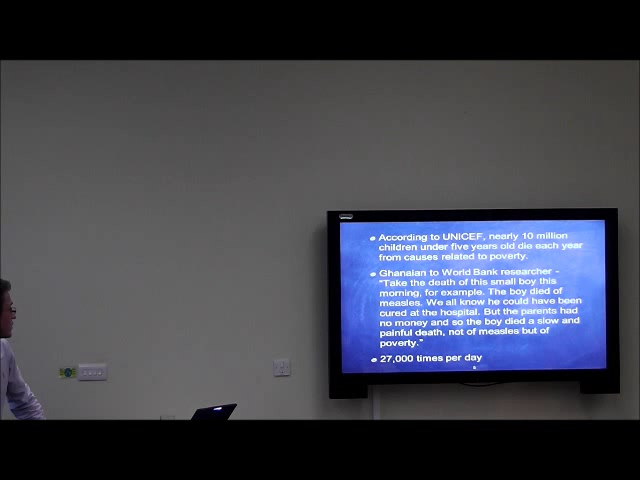 According to UNICEF, nearly 10 million
children under five years old die each year
from causes related to poverty.
Ghanaian to World Bank researcher -
"Take the death of this small boy this
morning, for example. The boy died of
measles. We all know he could have been
cured at the hospital. But the parents had
no money and so the boy died a slow and
painful death, not of measles but of
poverty."
27,000 times per day